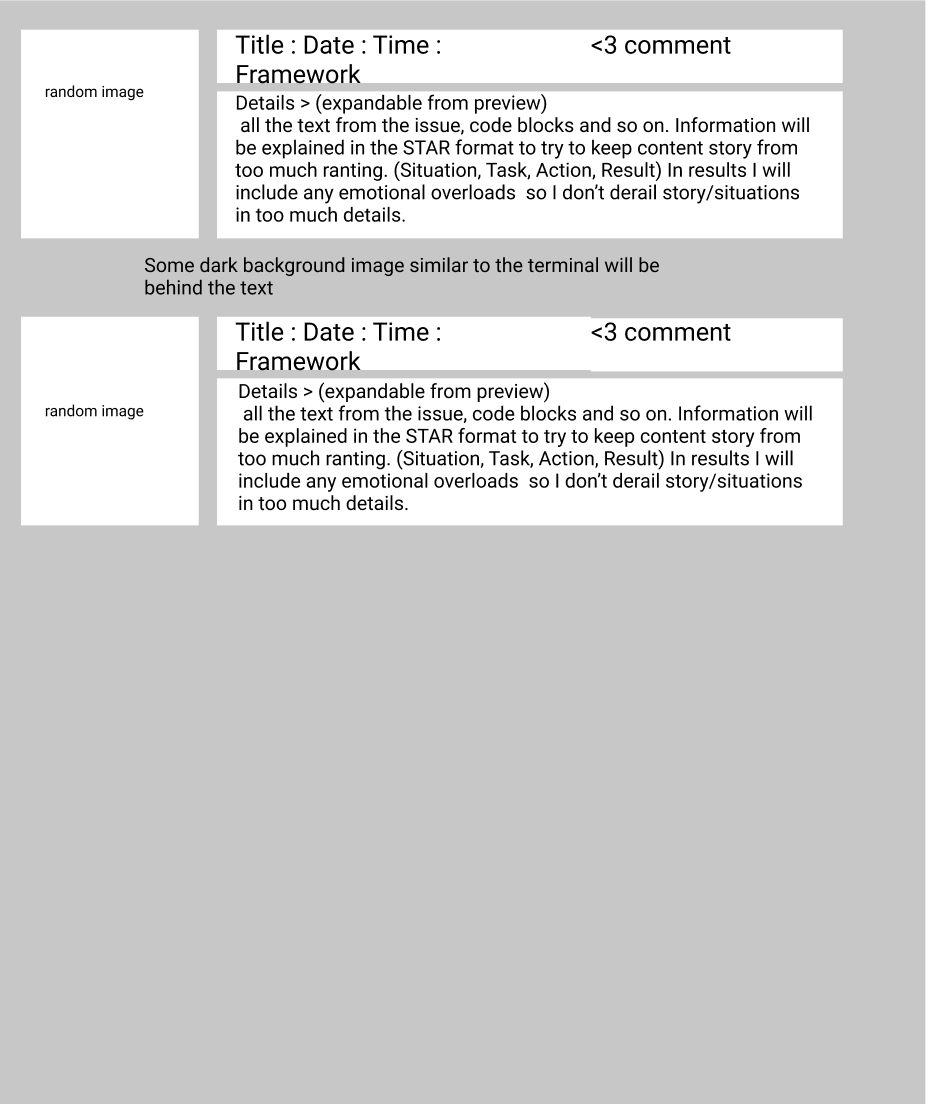 Title : Date : Time :
Framework
<3 comment
random image
Details > (expandable from preview)
all the text from the issue, code blocks and so on. Information will
be explained in the STAR format to try to keep content story from
too much ranting. (Situation, Task, Action, Result) In results I will
include any emotional overloads  so I don’t derail story/situations
in too much details.
Some dark background image similar to the terminal will be
behind the text
Title : Date : Time :
Framework
<3 comment
random image
Details > (expandable from preview)
all the text from the issue, code blocks and so on. Information will
be explained in the STAR format to try to keep content story from
too much ranting. (Situation, Task, Action, Result) In results I will
include any emotional overloads  so I don’t derail story/situations
in too much details.